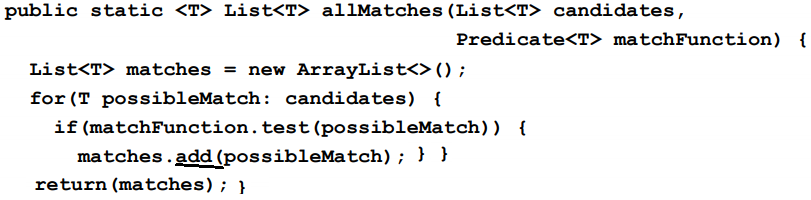 public static <T> List<T> allMatches(List<T> candidates,
Predicate<T> matchFunction) {
List<T> matches = new ArrayList<>();
for(T possibleMatch: candidates) {
if(matchFunction.test(possibleMatch)) {
matches.add(possibleMatch); } }
return(matches); }